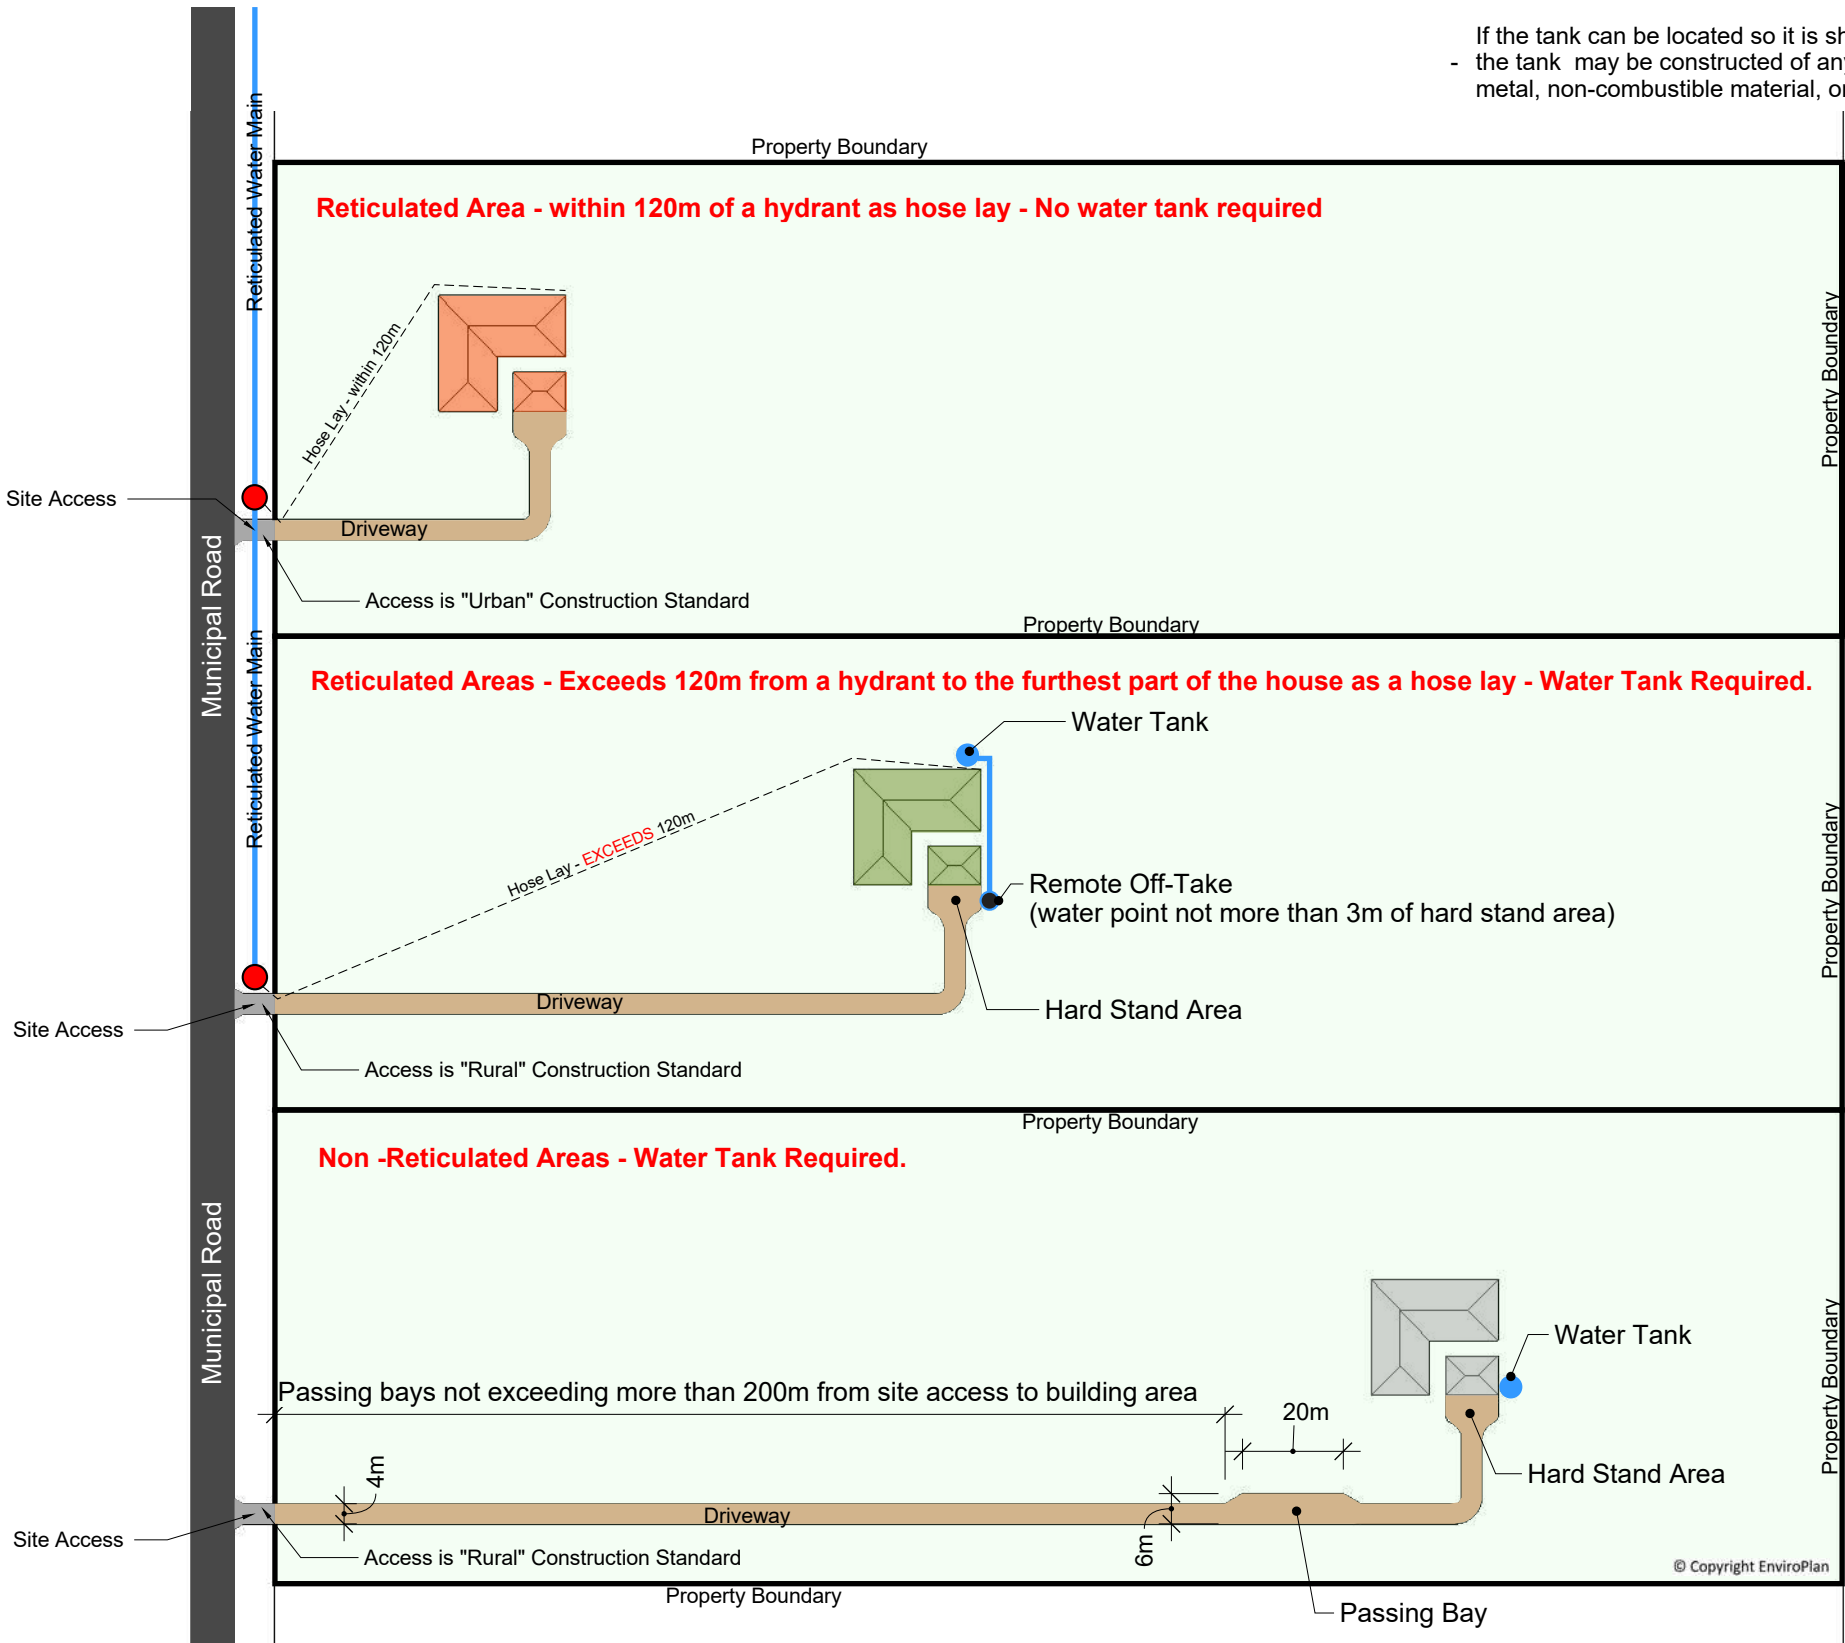 If the tank can be located so it is
- the tank may be constructed of
metal, non-combustible material,
Property Boundary
Reticulated Water Main
Reticulated Area - within 120m of a hydrant as hose lay - No water tank required
Property Boundary
Hose Lay - within 120m
Site Access
Driveway
Municipal Road
Access is "Urban" Construction Standard
Property Boundary
Reticulated Water Main
Reticulated Areas - Exceeds 120m from a hydrant to the furthest part of the house as a hose lay - Water Tank Required.
Water Tank
Hose Lay - EXCEEDS 120m
Property Boundary
Remote Off-Take
(water point not more than 3m of hard stand area)
Driveway
Hard Stand Area
Site Access
Access is "Rural" Construction Standard
Property Boundary
Non -Reticulated Areas - Water Tank Required.
Municipal Road
Property Boundary
Water Tank
Passing bays not exceeding more than 200m from site access to building area
20m
4m
Hard Stand Area
Driveway
6m
Site Access
Access is "Rural" Construction Standard
© Copyright EnviroPlan
Property Boundary
Passing Bay